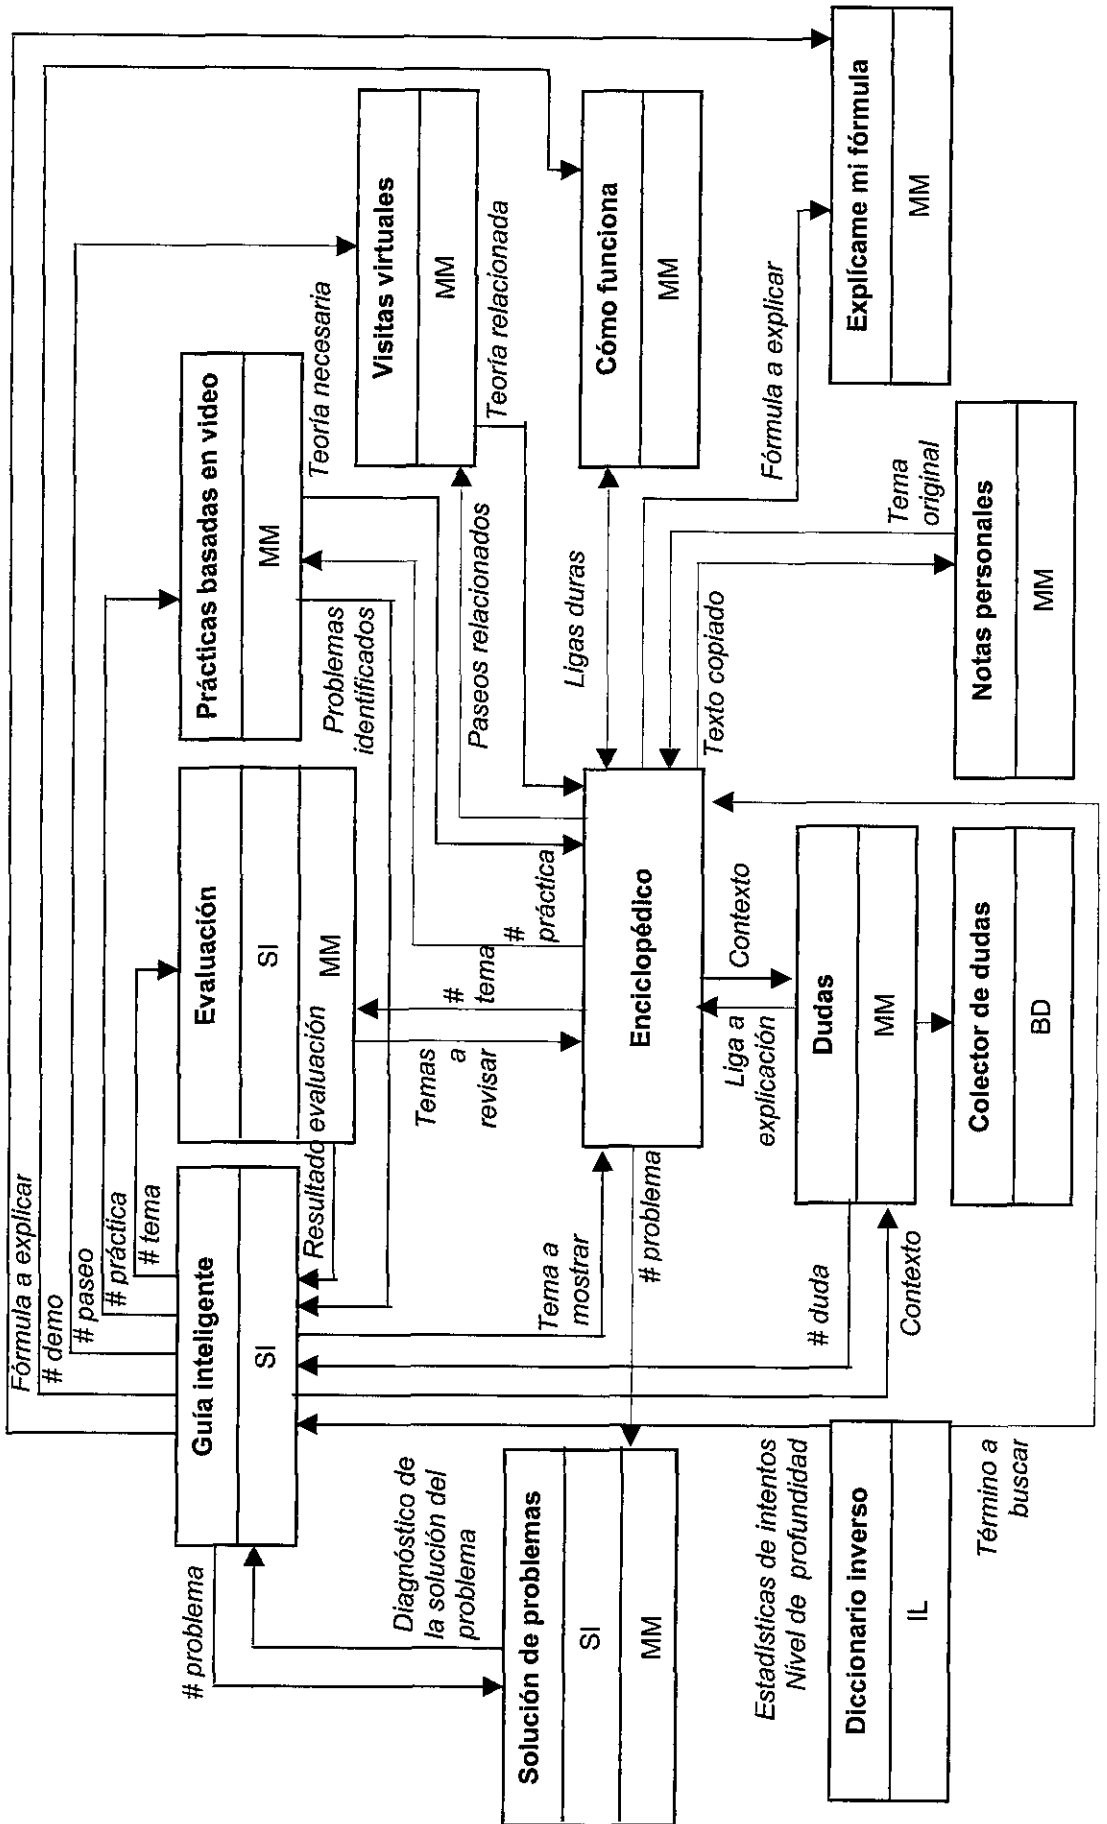 Fórmula a explicar
# demo
# paseo
# práctica
# tema
Guía inteligente
SI
Evaluación
SI
MM
Prácticas basadas en video
MM
Resultado evaluación
Problemas
identificados
Teoría necesaria
Visitas virtuales
MM
# problema
Diagnóstico de
la solución del
problema
Temas
a
revisar
#
tema
#
práctica
Paseos relacionados
Teoría relacionada
Solución de problemas
SI
MM
Tema a
mostrar
# problema
Enciclopédico
Ligas duras
Cómo funciona
MM
Estadísticas de intentos
Nivel de profundidad
# duda
Liga a
explicación
Contexto
Texto copiado
Fórmula a explicar
Diccionario inverso
IL
Contexto
Dudas
MM
Tema
original
Explícame mi fórmula
MM
Término a
buscar
Colector de dudas
BD
Notas personales
MM